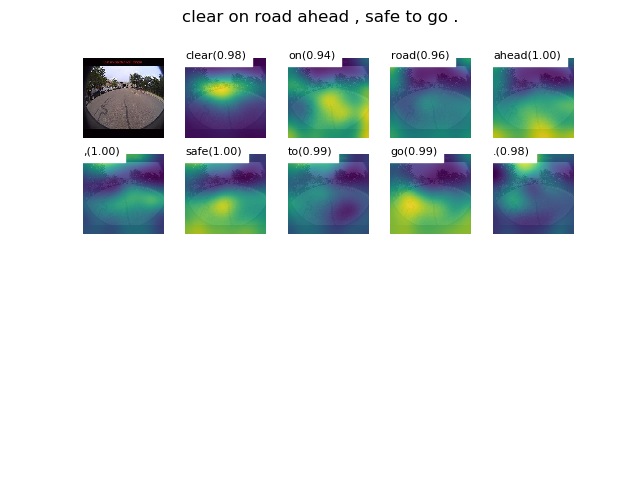 clear on road ahead , safe to go .
clear(0.98) on(0.94) road(0.96) ahead(1.00)
,(1.00) safe(1.00) to(0.99) go(0.99) .(0.98)